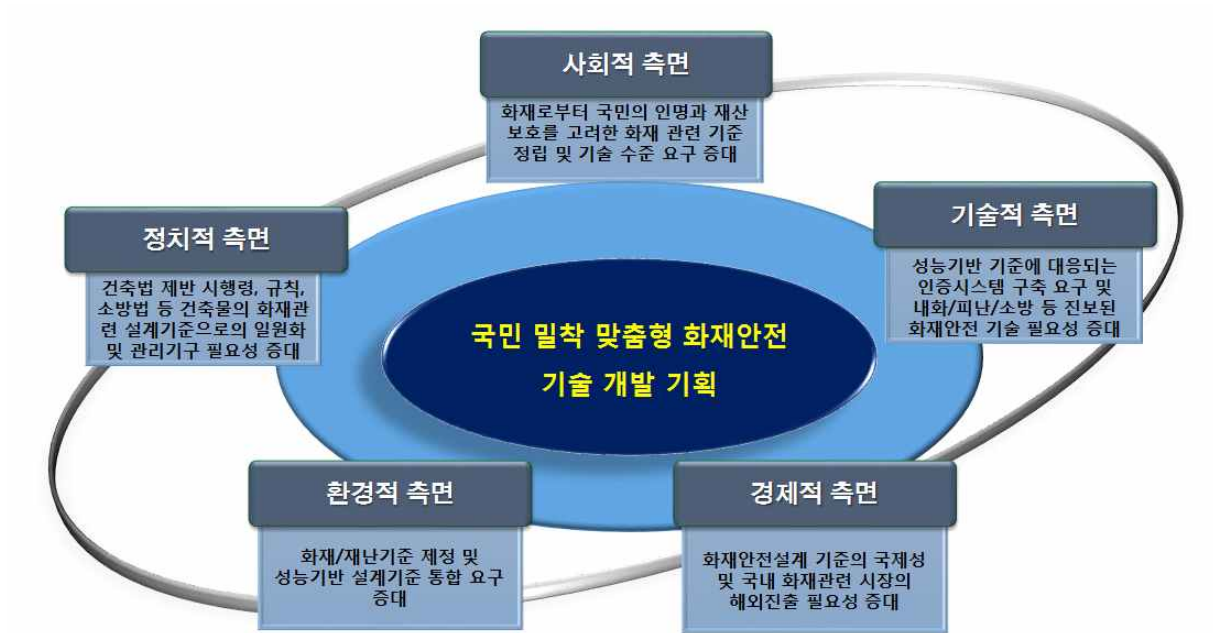 사회적 측면
화재로부터 국민의 인명과 재산
보호를 고려한 화재 관련 기준
정립 및 기술 수준 요구 증대
정치적 측면
건축법 제반 시행령, 규칙,
소방법 등 건축물의 화재관
련 설계기준으로의 일원화
및 관리기구 필요성 증대
기술적 측면
성능기반 기준에 대응되는
인증시스템 구축 요구 및
내화/피난/소방 등 진보된
화재안전 기술 필요성 증대
국민 밀착 맞춤형 화재안전
기술 개발 기획
환경적 측면
화재/재난기준 제정 및
성능기반 설계기준 통합 요구
증대
경제적 측면
화재안전설계 기준의 국제성
및 국내 화재관련 시장의
해외진출 필요성 증대